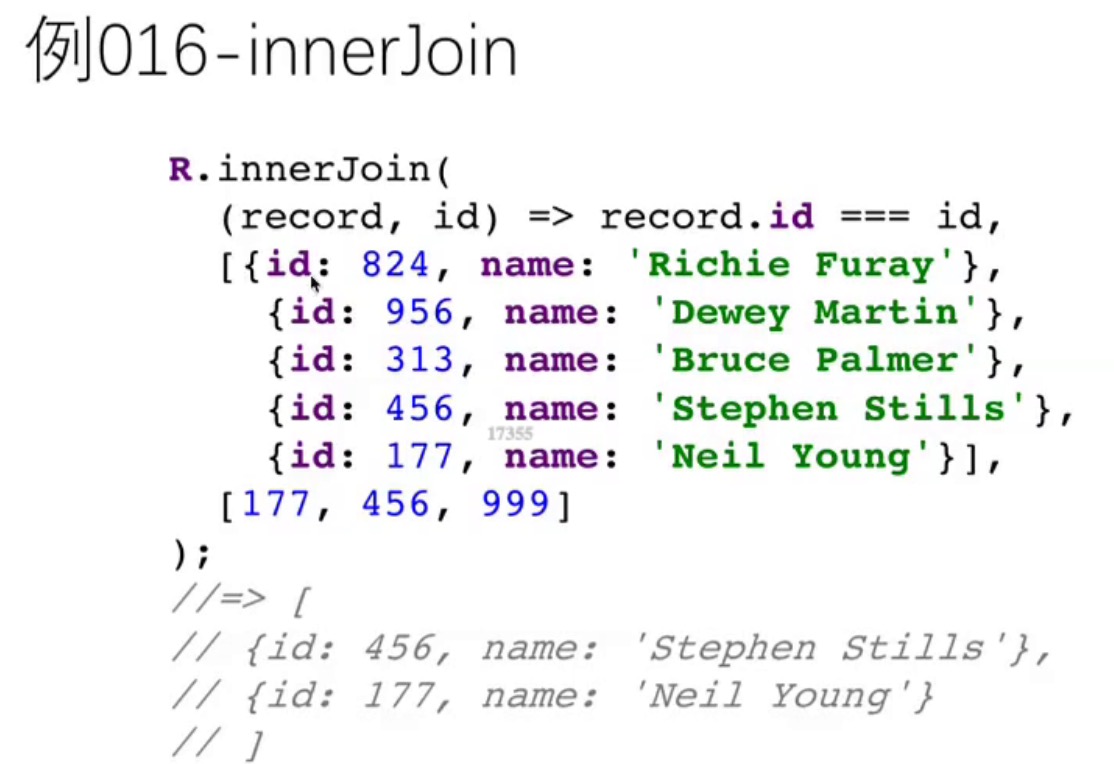 例016-innerJoin
R.innerJoin(
(record, id) => record.id === id,
[{id: 824, name: 'Richie Furay'},
{id: 956, name: 'Dewey Martin'},
{id: 313, name: 'Bruce Palmer'},
{id: 456, name: 'Stephen Stills'},
17355
{id: 177, name: 'Neil Young'}],
[177, 456, 999]
);
//=> [
// {id: 456, name: 'Stephen Stills'},
// {id: 177, name: 'Neil Young'}
// ]